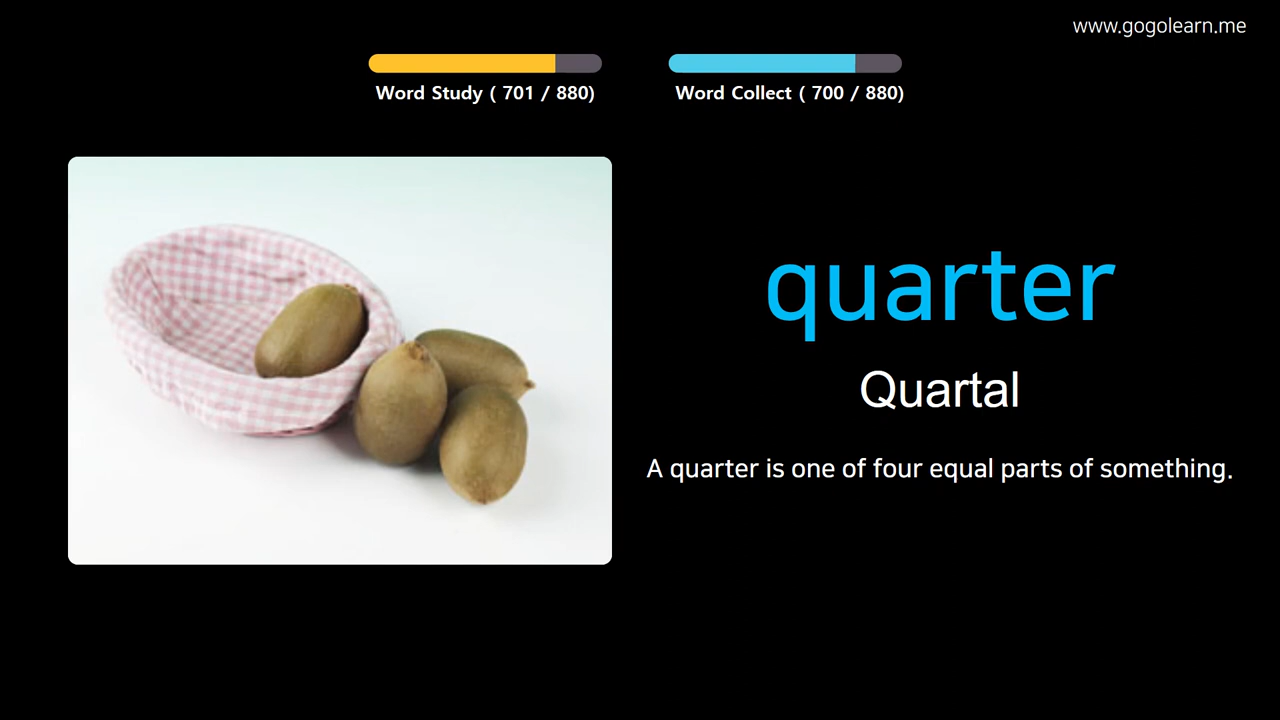 www.gogolearn.me
Word Study ( 701 / 880)
Word Collect ( 700 / 880)
quarter
Quartal
A quarter is one of four equal parts of something.